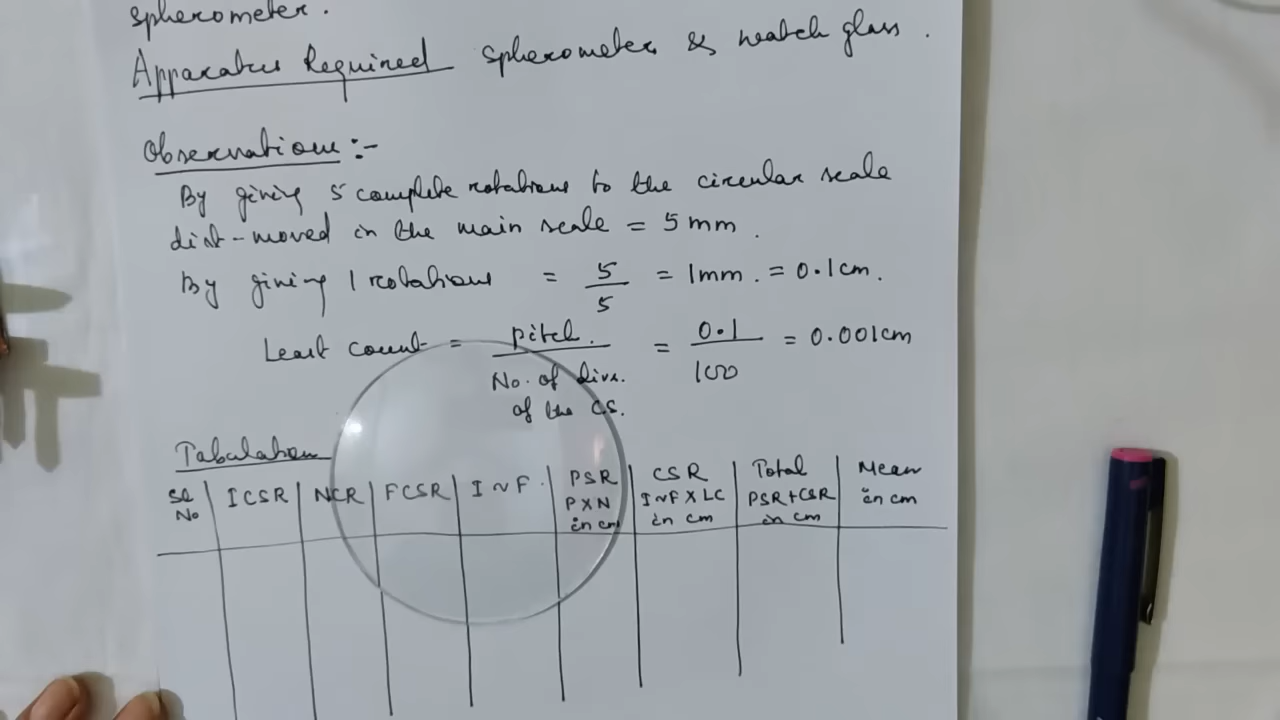 spherometer.
Apparatus Required spherometer & watch glass.
Observations :-
By giving 5 complete rotations to the circular scale
dist-moved in the main scale = 5 mm.
By giving 1 rotations = 5/5 = 1mm. = 0.1cm.
Least count = pitch. / No. of divs. of the CS. = 0.1/100 = 0.001cm
Tabulation
Sl No | ICSR | NCR | FCSR | I~F. | PSR P×N in cm | CSR I~F×LC in cm | Total PSR+CSR in cm | Mean in cm